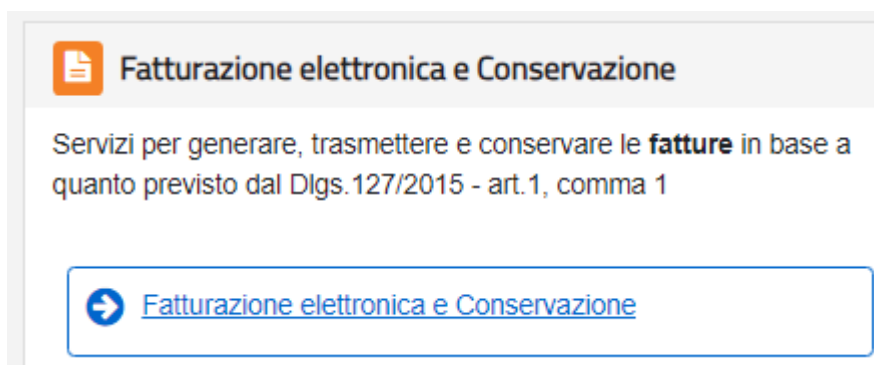 Fatturazione elettronica e Conservazione
Servizi per generare, trasmettere e conservare le fatture in base a
quanto previsto dal Dlgs.127/2015 - art.1, comma 1
Fatturazione elettronica e Conservazione